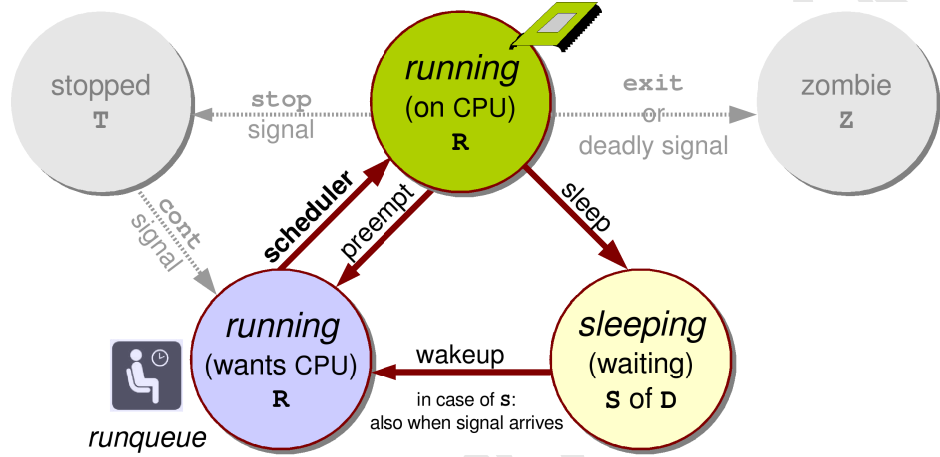 stopped
T
stop
signal
running
(on CPU)
R
exit
or
deadly signal
zombie
Z
cont
signal
scheduler
preempt
sleep
running
(wants CPU)
R
runqueue
wakeup
in case of s:
also when signal arrives
sleeping
(waiting)
S of D